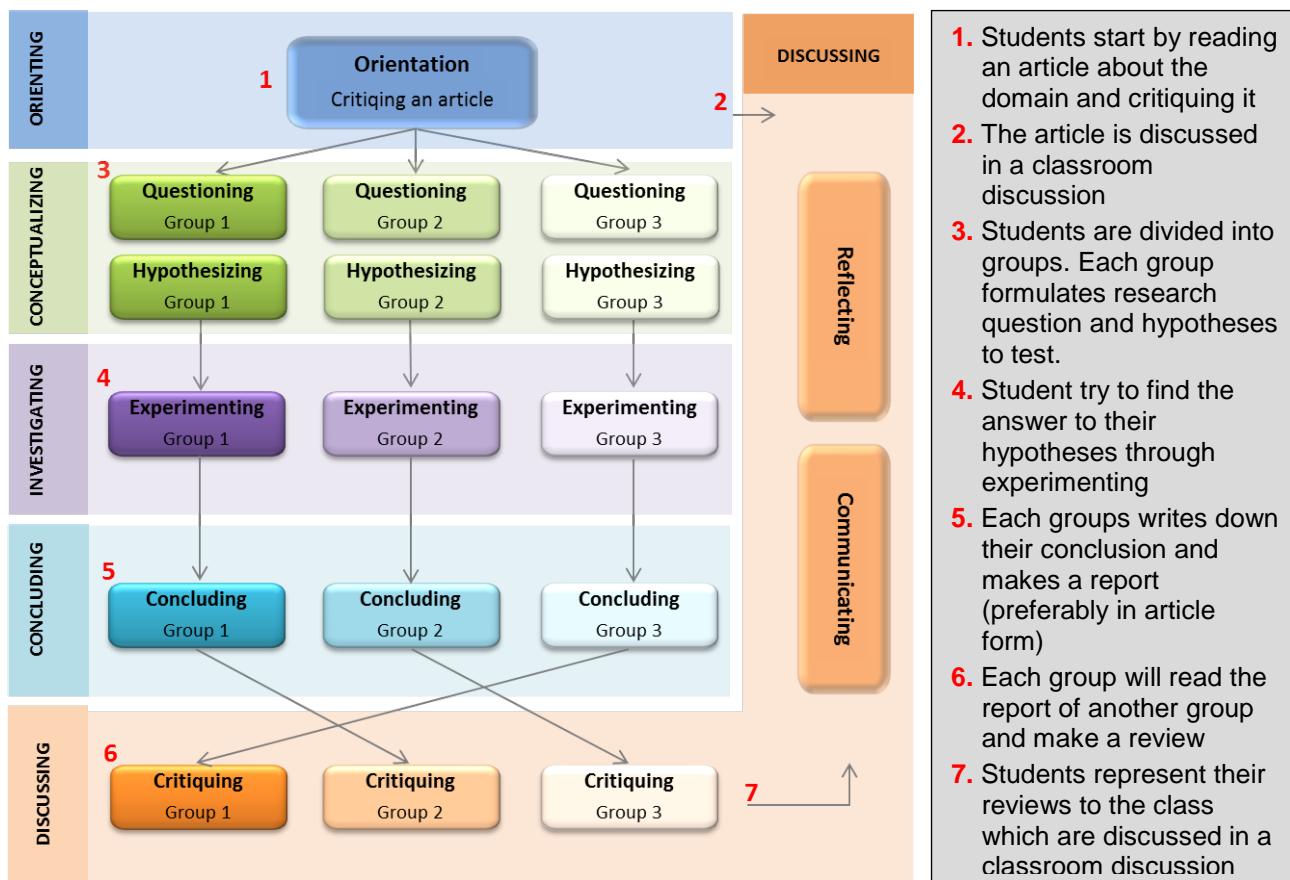 ORIENTING
1
Orientation
Critiqing an article
2
DISCUSSING
CONCEPTUALIZING
3
Questioning
Group 1
Questioning
Group 2
Questioning
Group 3
Hypothesizing
Group 1
Hypothesizing
Group 2
Hypothesizing
Group 3
Reflecting
INVESTIGATING
4
Experimenting
Group 1
Experimenting
Group 2
Experimenting
Group 3
Communicating
CONCLUDING
5
Concluding
Group 1
Concluding
Group 2
Concluding
Group 3
DISCUSSING
6
Critiquing
Group 1
Critiquing
Group 2
Critiquing
Group 3
7
1. Students start by reading
an article about the
domain and critiquing it
2. The article is discussed
in a classroom
discussion
3. Students are divided into
groups. Each group
formulates research
question and hypotheses
to test.
4. Student try to find the
answer to their
hypotheses through
experimenting
5. Each groups writes down
their conclusion and
makes a report
(preferably in article
form)
6. Each group will read the
report of another group
and make a review
7. Students represent their
reviews to the class
which are discussed in a
classroom discussion